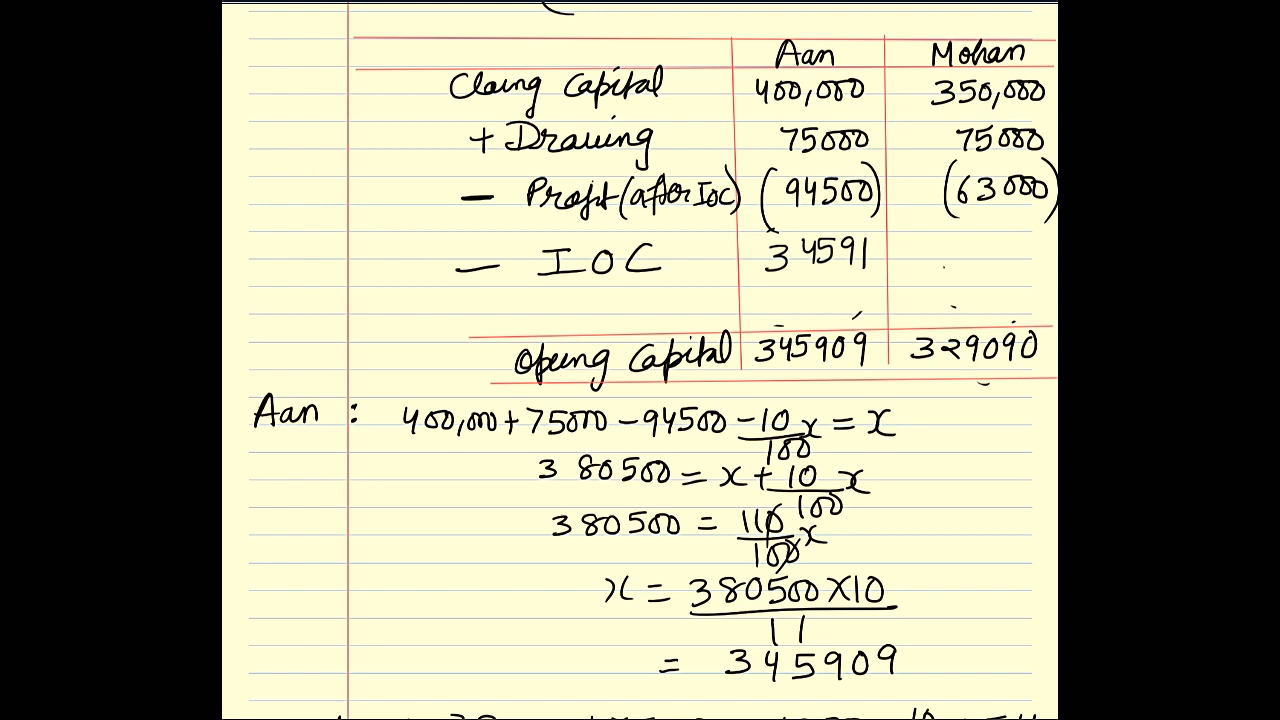 Aan Mohan
Closing Capital 400,000 350,000
+ Drawing 75000 75000
- Profit (after IOC) (94500) (63000)
- IOC 34591
Opening Capital 345909 329090
Aan : 400,000 + 75000 - 94500 - 10/100 x = x
380500 = x + 10/100 x
380500 = 110/100 x
x = 380500 x 10 / 11
= 345909